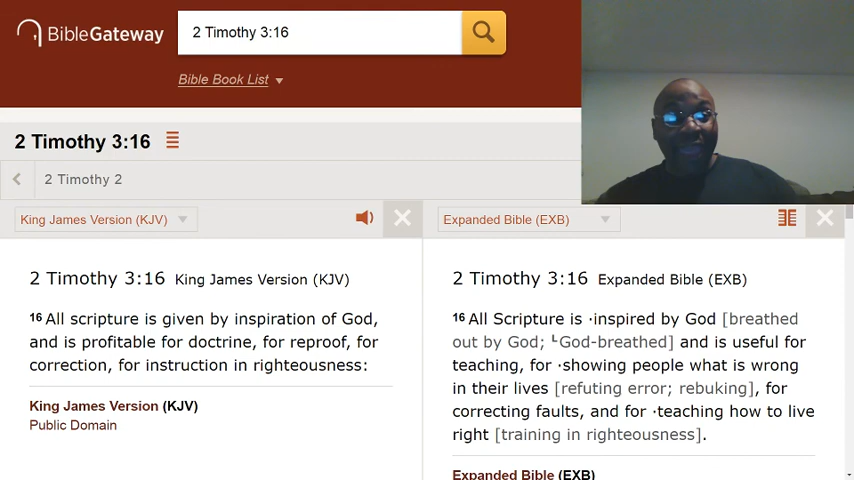 BibleGateway
2 Timothy 3:16
Bible Book List
2 Timothy 3:16
2 Timothy 2
King James Version (KJV)
Expanded Bible (EXB)
2 Timothy 3:16 King James Version (KJV)
16 All scripture is given by inspiration of God,
and is profitable for doctrine, for reproof, for
correction, for instruction in righteousness:
King James Version (KJV)
Public Domain
2 Timothy 3:16 Expanded Bible (EXB)
16 All Scripture is ·inspired by God [breathed
out by God; ᴸGod-breathed] and is useful for
teaching, for ·showing people what is wrong
in their lives [refuting error; rebuking], for
correcting faults, and for ·teaching how to live
right [training in righteousness].
Expanded Bible (EXB)